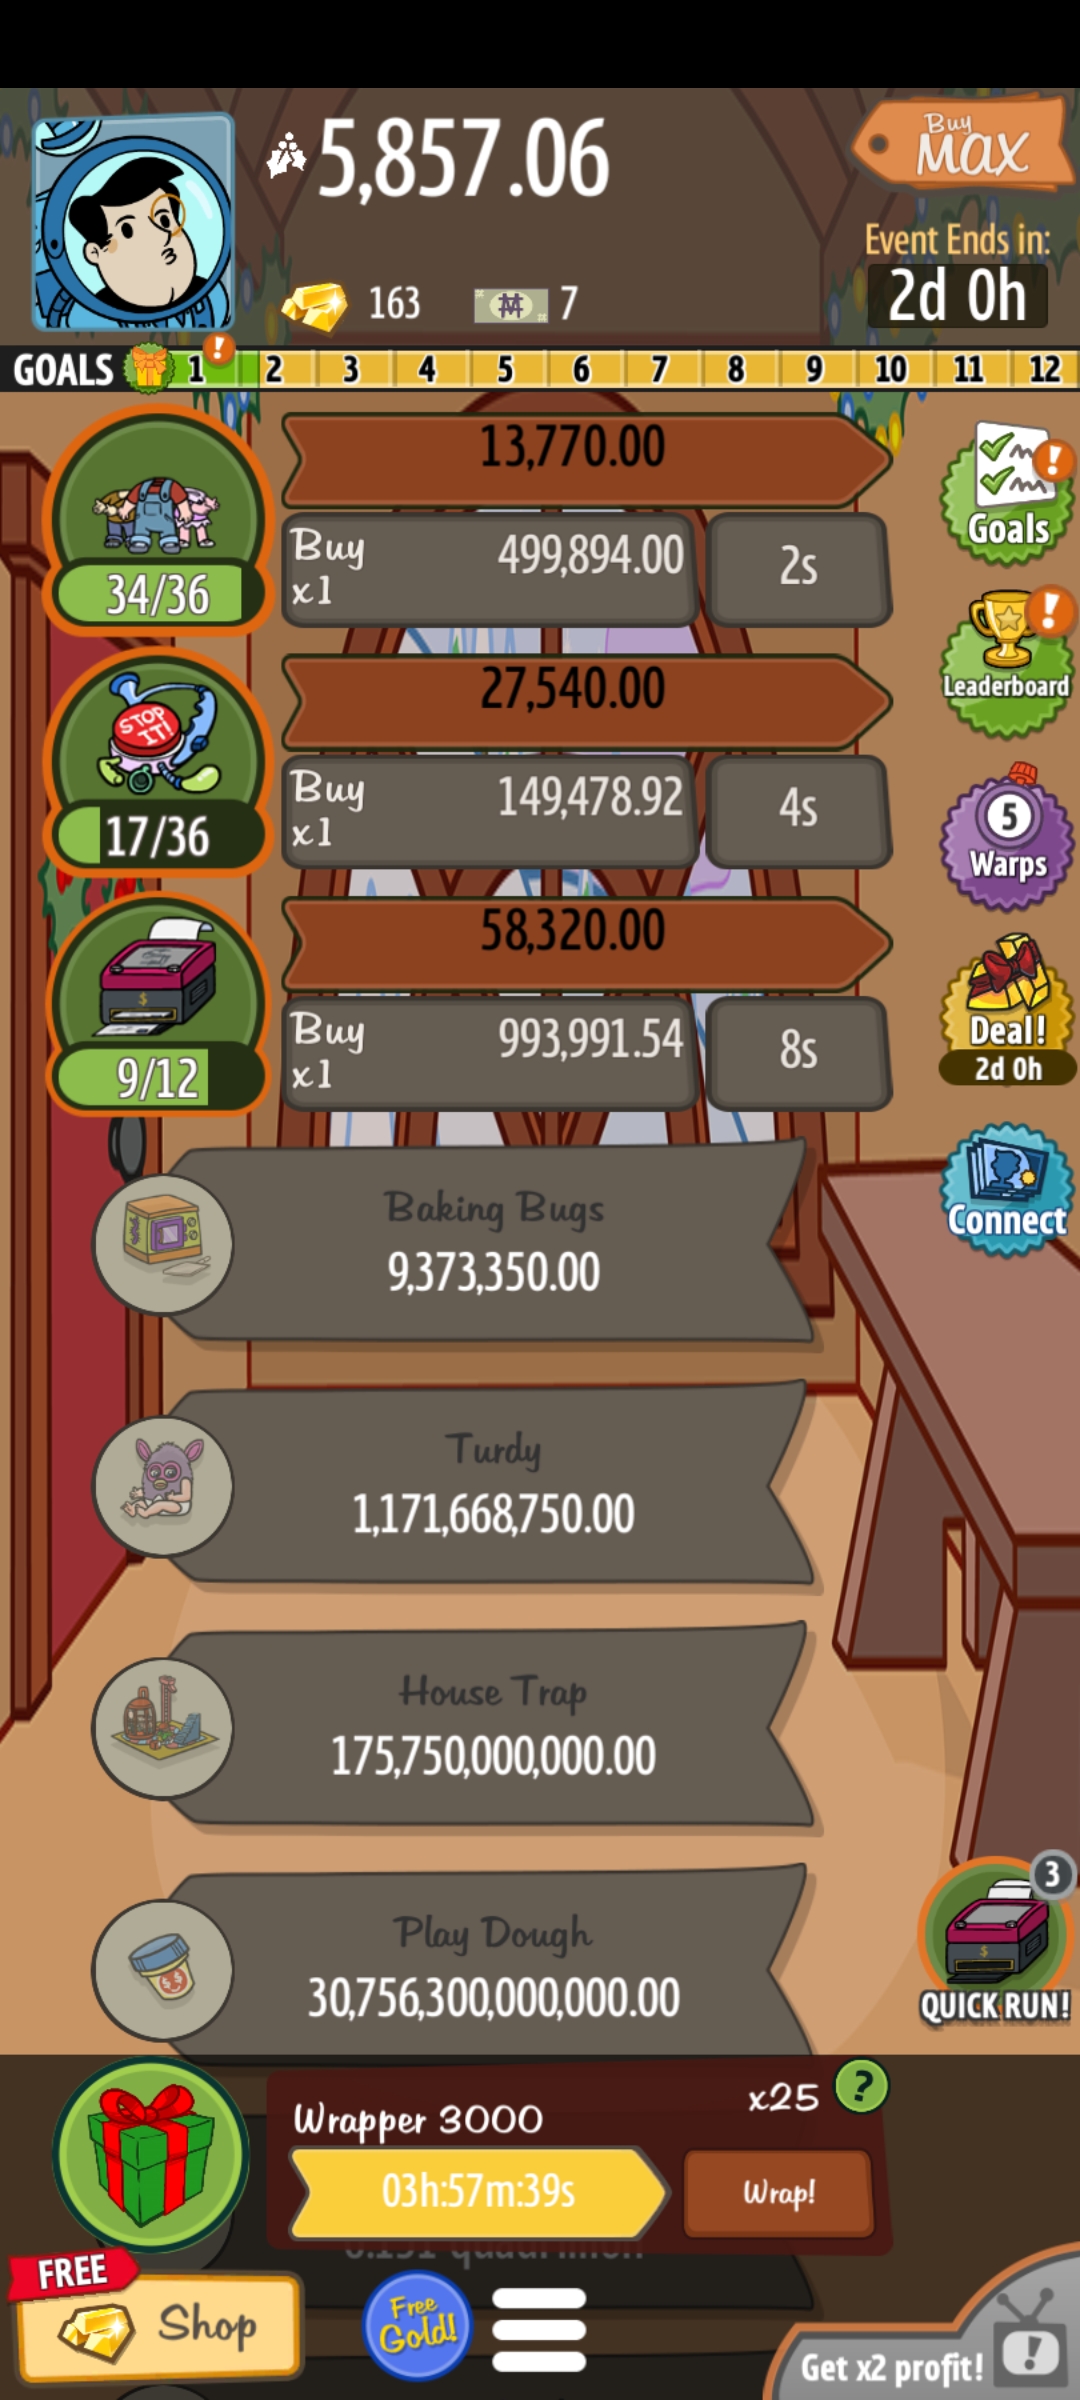 5,857.06
Buy
MAX
Event Ends in:
2d 0h
163
7
GOALS 1 ! 2 3 4 5 6 7 8 9 10 11 12
13,770.00
34/36
Buy
x1
499,894.00
2s
Goals
!
27,540.00
STOP
IT!
17/36
Buy
x1
149,478.92
4s
Leaderboard
!
58,320.00
$
9/12
Buy
x1
993,991.54
8s
5
Warps
Deal!
2d 0h
Connect
Baking Bugs
9,373,350.00
Turdy
1,171,668,750.00
House Trap
175,750,000,000.00
Play Dough
30,756,300,000,000.00
3
$
QUICK RUN!
Wrapper 3000
x25
?
03h:57m:39s
Wrap!
FREE
Shop
Free
Gold!
Get x2 profit!
!